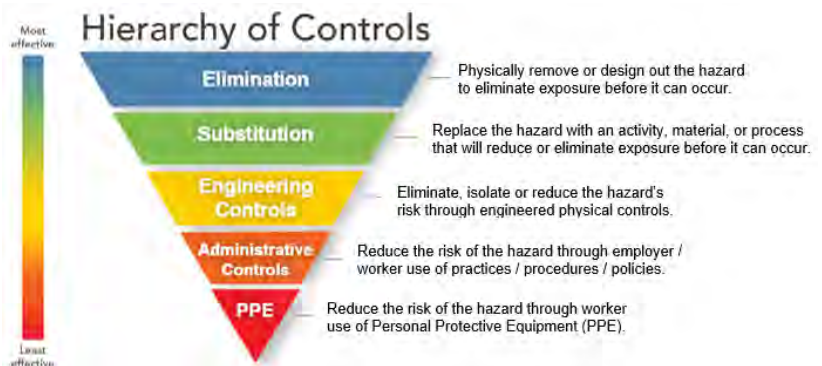 Most
effective
Hierarchy of Controls
Elimination
Physically remove or design out the hazard
to eliminate exposure before it can occur.
Substitution
Replace the hazard with an activity, material, or process
that will reduce or eliminate exposure before it can occur.
Engineering
Controls
Eliminate, isolate or reduce the hazard's
risk through engineered physical controls.
Administrative
Controls
Reduce the risk of the hazard through employer /
worker use of practices / procedures / policies.
PPE
Reduce the risk of the hazard through worker
use of Personal Protective Equipment (PPE).
Least
effective